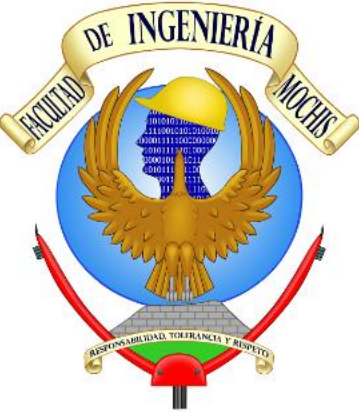 FACULTAD DE INGENIERÍA MOCHIS
RESPONSABILIDAD, TOLERANCIA Y RESPETO